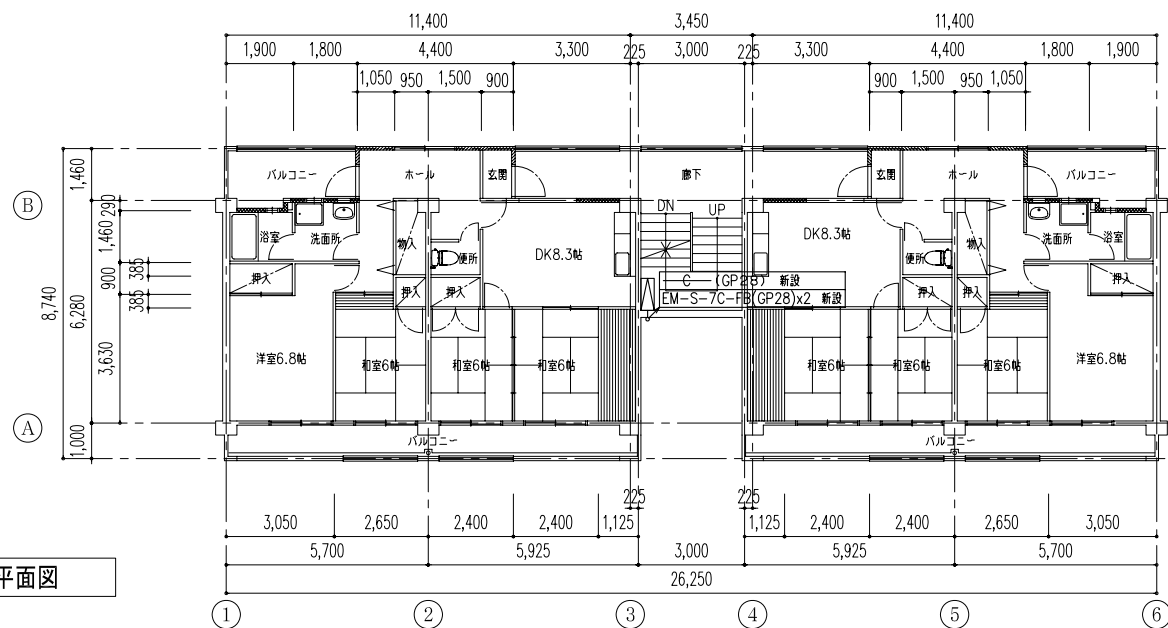 11,400 3,450 11,400
1,900 1,800 4,400 3,300 225 3,000 225 3,300 4,400 1,800 1,900
1,050 950 1,500 900 900 1,500 950 1,050
バルコニー ホール 玄関 廊下 玄関 ホール バルコニー
B
1,460 290 1,460 385 900 385 3,630
8,740 6,280 1,000
DN UP
浴室 洗面所 物入 便所 DK8.3帖 DK8.3帖 便所 物入 洗面所 浴室
押入 押入 押入 押入 押入 押入
C (GP28) 新設
EM-S-7C-FB(GP28)x2 新設
洋室6.8帖 和室6帖 和室6帖 和室6帖 和室6帖 和室6帖 和室6帖 洋室6.8帖
A
バルコニー バルコニー
225 225
3,050 2,650 2,400 2,400 1,125 1,125 2,400 2,400 2,650 3,050
5,700 5,925 3,000 5,925 5,700
26,250
平面図
1 2 3 4 5 6